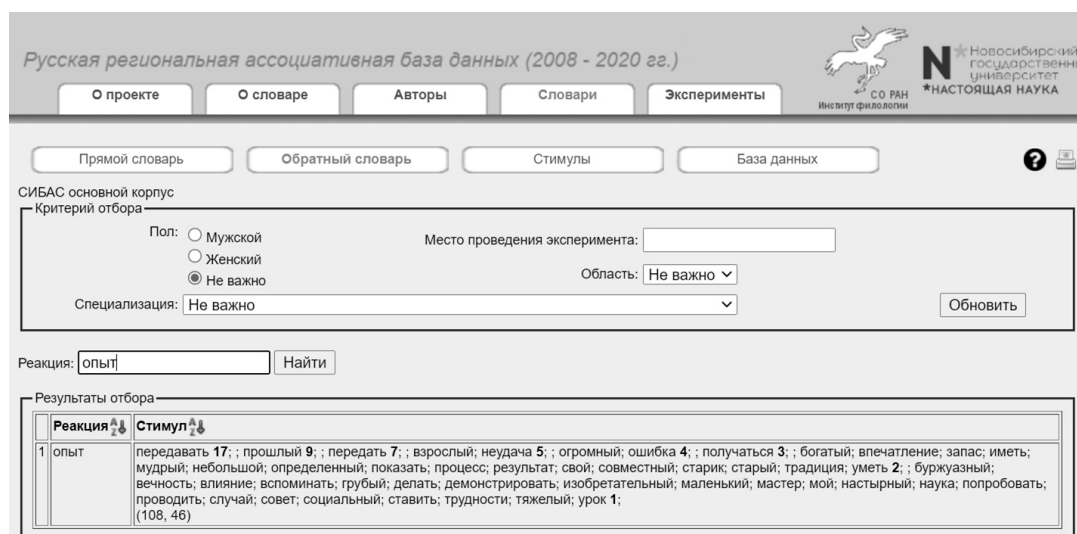 Русская региональная ассоциативная база данных (2008 - 2020 гг.)
О проекте
О словаре
Авторы
Словари
Эксперименты
СО РАН
Институт филологии
N
*Новосибирский
государственн
университет
*НАСТОЯЩАЯ НАУКА
Прямой словарь
Обратный словарь
Стимулы
База данных
?
СИБАС основной корпус
Критерий отбора
Пол:
Мужской
Женский
Не важно
Место проведения эксперимента:
Область: Не важно
Специализация: Не важно
Обновить
Реакция: опыт
Найти
Результаты отбора
Реакция Стимул
1 опыт передавать 17; ; прошлый 9; ; передать 7; ; взрослый; неудача 5; ; огромный; ошибка 4; ; получаться 3; ; богатый; впечатление; запас; иметь;
мудрый; небольшой; определенный; показать; процесс; результат; свой; совместный; старик; старый; традиция; уметь 2; ; буржуазный;
вечность; влияние; вспоминать; грубый; делать; демонстрировать; изобретательный; маленький; мастер; мой; настырный; наука; попробовать;
проводить; случай; совет; социальный; ставить; трудности; тяжелый; урок 1;
(108, 46)